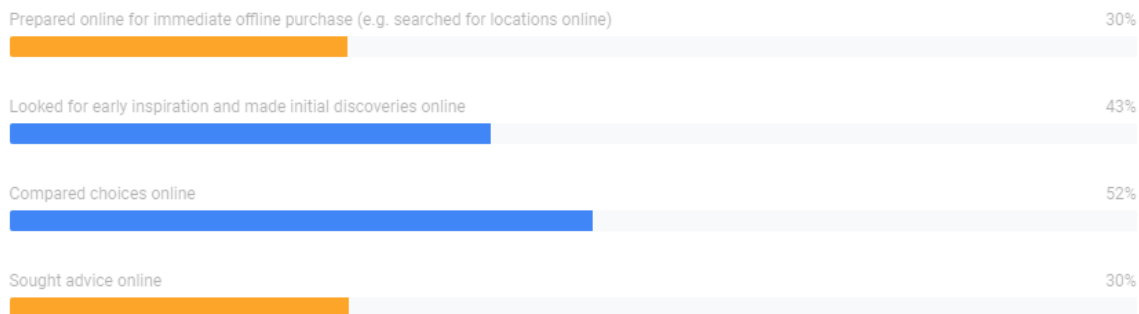 Prepared online for immediate offline purchase (e.g. searched for locations online) 30%
Looked for early inspiration and made initial discoveries online 43%
Compared choices online 52%
Sought advice online 30%